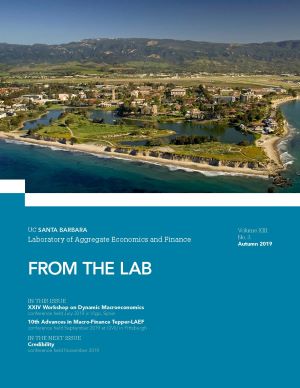 UC SANTA BARBARA
Laboratory of Aggregate Economics and Finance
Volume XIII
No. 3
Autumn 2019
FROM THE LAB
IN THIS ISSUE
XXIV Workshop on Dynamic Macroeconomics
conference held July 2019 in Vigo, Spain
10th Advances in Macro-Finance Tepper-LAEF
conference held September 2019 at CMU in Pittsburgh
IN THE NEXT ISSUE
Credibility
conference held November 2019